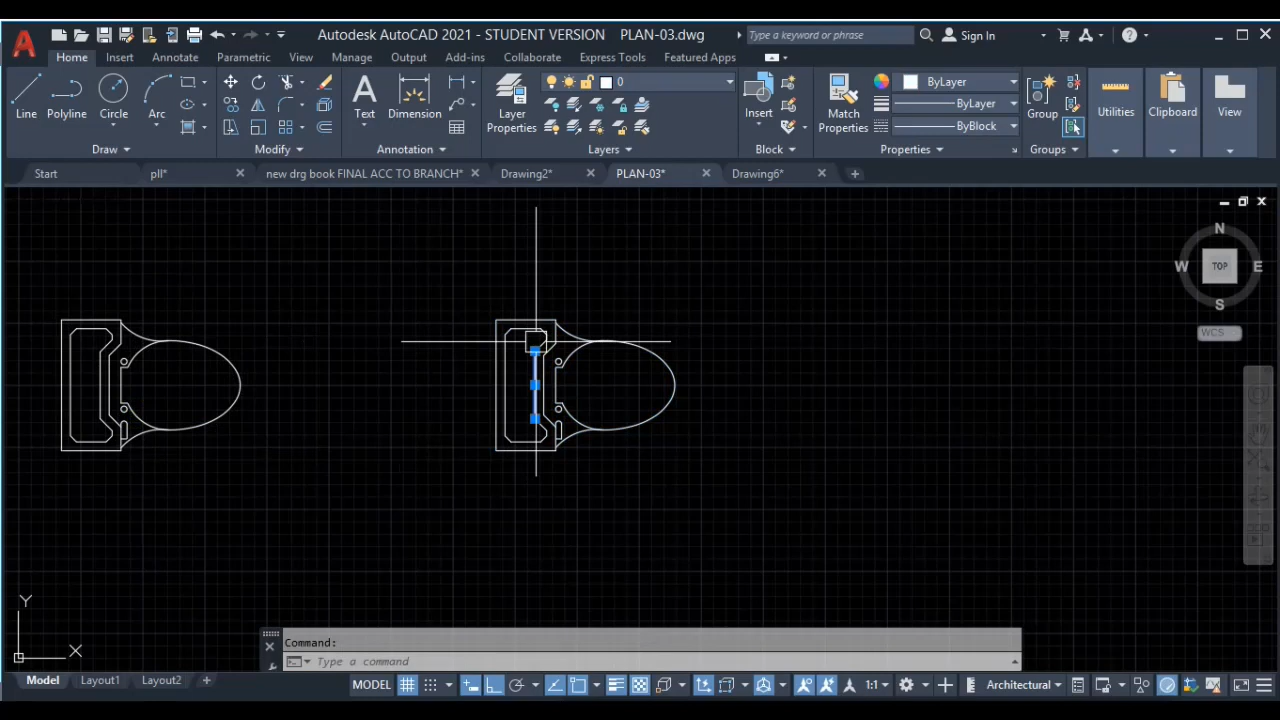 Autodesk AutoCAD 2021 - STUDENT VERSION PLAN-03.dwg
Type a keyword or phrase
Sign In
Home Insert Annotate Parametric View Manage Output Add-ins Collaborate Express Tools Featured Apps
0
ByLayer
ByLayer
ByBlock
Line Polyline Circle Arc
Text Dimension
Layer Properties
Insert
Match Properties
Group
Utilities Clipboard View
Draw Modify Annotation Layers Block Properties Groups
Start pll* new drg book FINAL ACC TO BRANCH* Drawing2* PLAN-03* Drawing6*
N
W TOP E
S
WCS
Y
X
Command:
Type a command
Model Layout1 Layout2
MODEL 1:1 Architectural